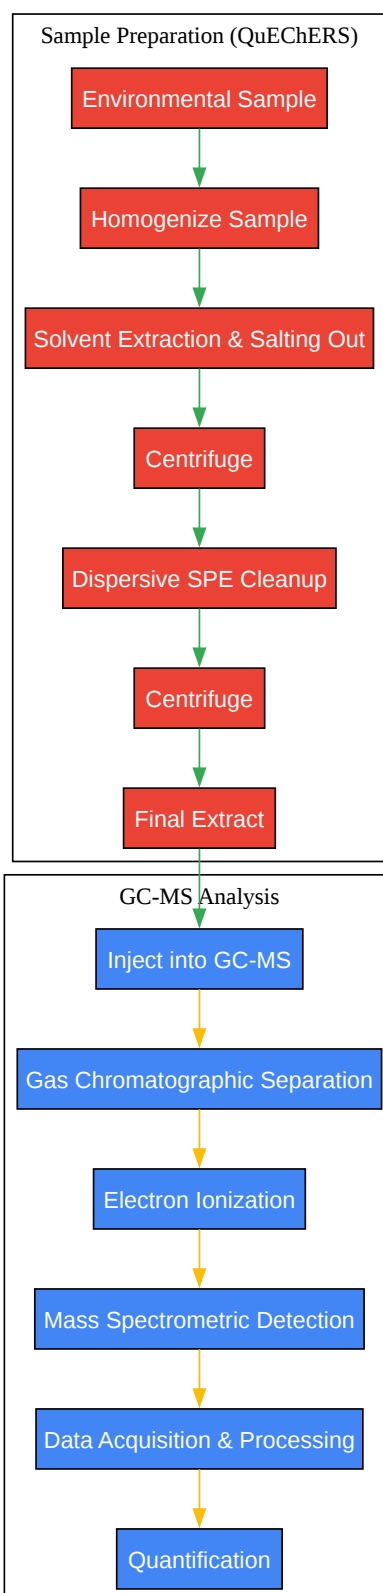 Sample Preparation (QuEChERS)
Environmental Sample
Homogenize Sample
Solvent Extraction & Salting Out
Centrifuge
Dispersive SPE Cleanup
Centrifuge
Final Extract
GC-MS Analysis
Inject into GC-MS
Gas Chromatographic Separation
Electron Ionization
Mass Spectrometric Detection
Data Acquisition & Processing
Quantification